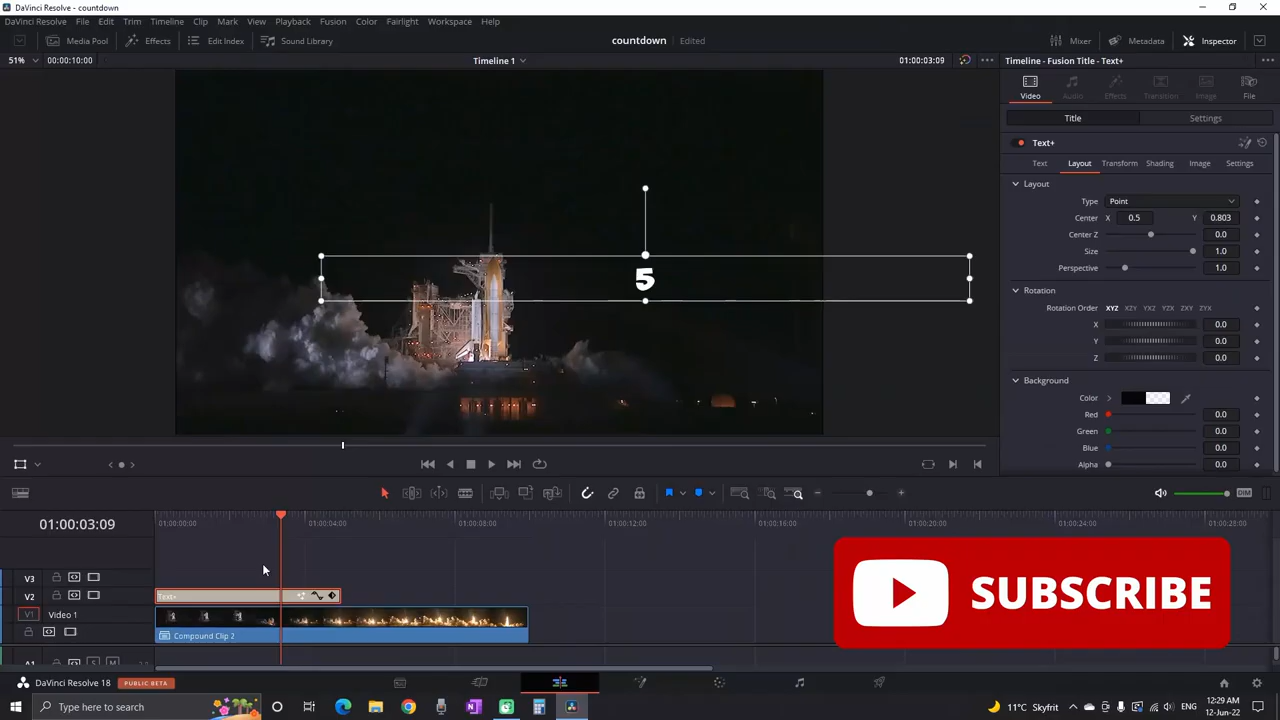 DaVinci Resolve - countdown
DaVinci Resolve File Edit Trim Timeline Clip Mark View Playback Fusion Color Fairlight Workspace Help
Media Pool Effects Edit Index Sound Library countdown Edited Mixer Metadata Inspector
51% 00:00:10:00 Timeline 1 01:00:03:09 Timeline - Fusion Title - Text+
Video Audio Effects Transition Image File
Title Settings
Text+
Text Layout Transform Shading Image Settings
Layout
Type Point
Center X 0.5 Y 0.803
Center Z 0.0
Size 1.0
Perspective 1.0
5
Rotation
Rotation Order XYZ XZY YXZ YZX ZXY ZYX
X 0.0
Y 0.0
Z 0.0
Background
Color
Red 0.0
Green 0.0
Blue 0.0
Alpha 0.0
DIM
01:00:03:09
01:00:00:00 01:00:04:00 01:00:08:00 01:00:12:00 01:00:16:00 01:00:20:00 01:00:24:00 01:00:28:00
V3
V2 Text+
V1 Video 1
Compound Clip 2
A1 S M
SUBSCRIBE
DaVinci Resolve 18 PUBLIC BETA
Type here to search
11°C Skyfritt ENG 12:29 AM
12-Jun-22